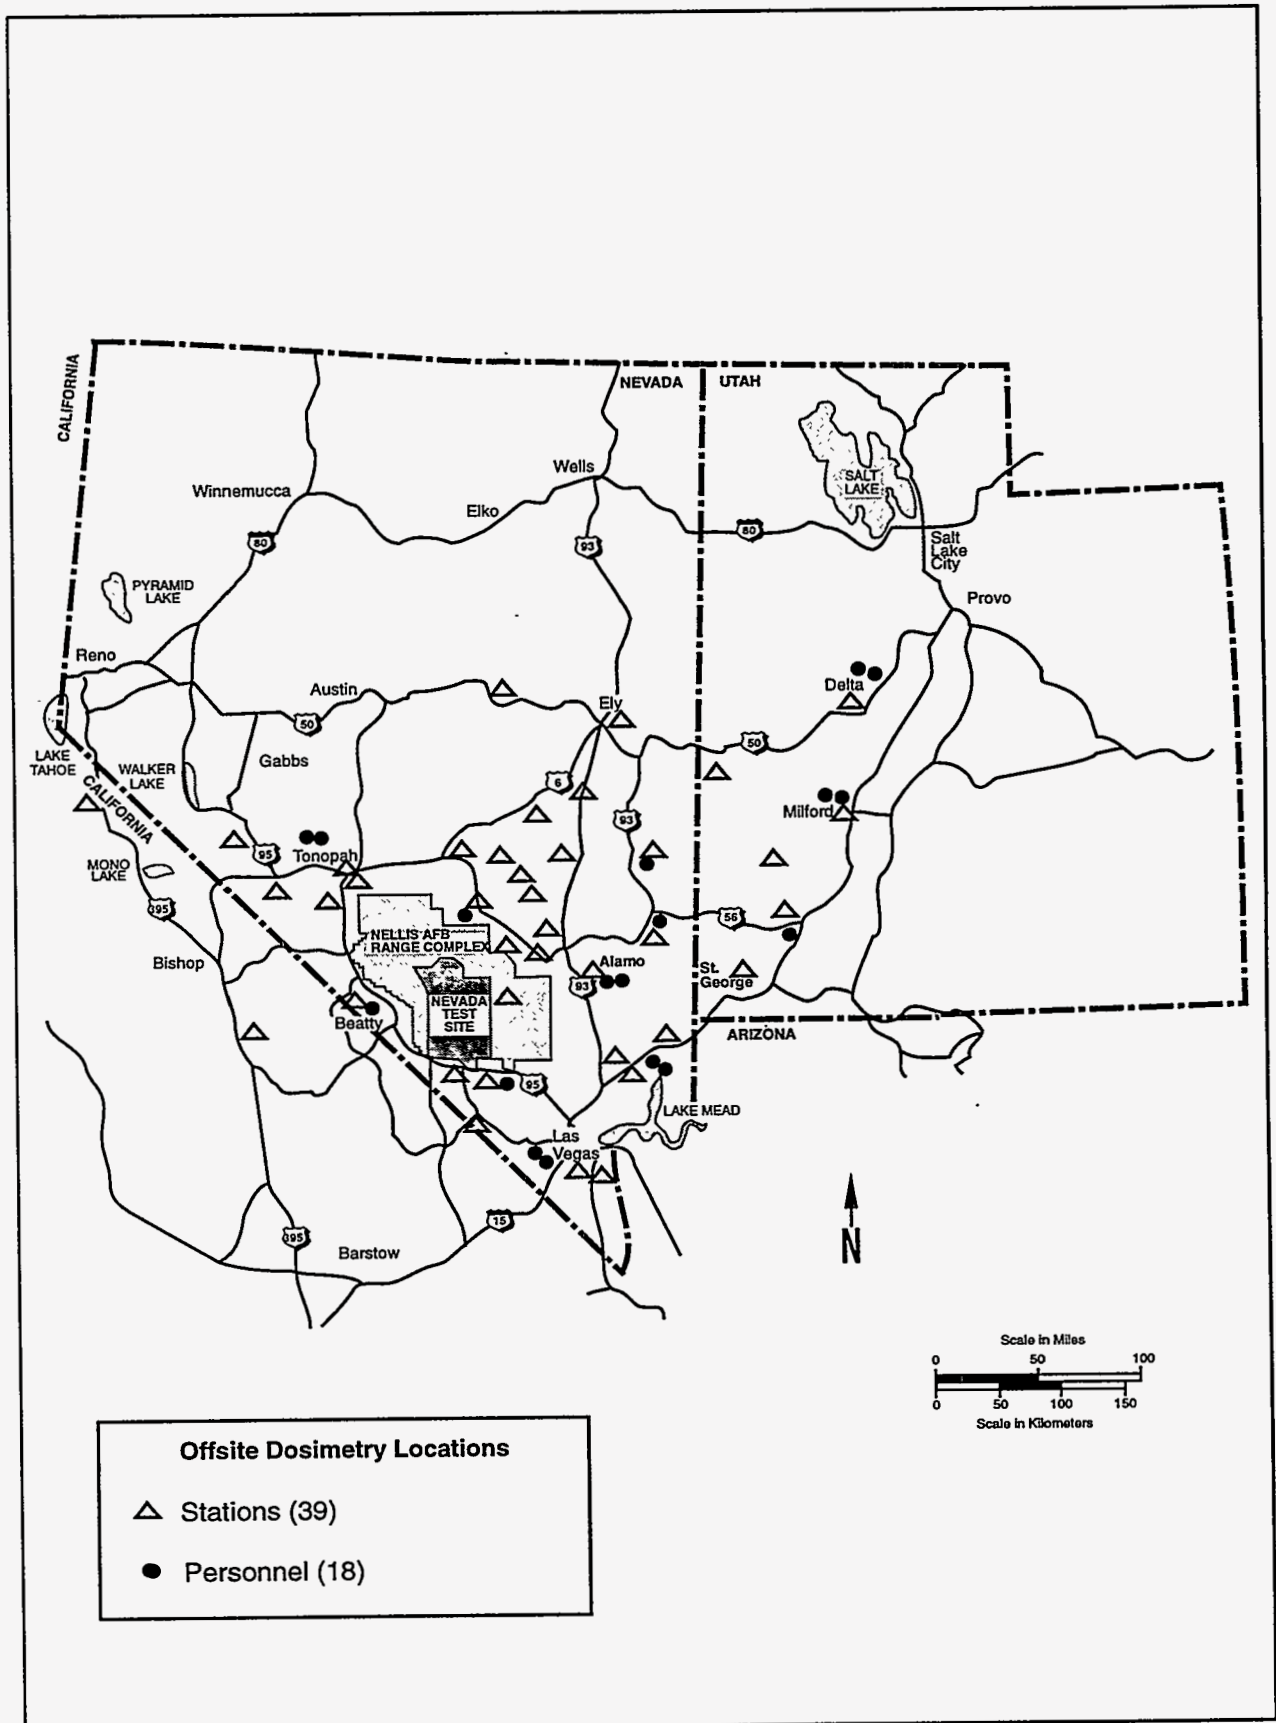 CALIFORNIA
NEVADA
UTAH
Wells
Winnemucca
Elko
SALT
LAKE
80
93
80
Salt
Lake
City
PYRAMID
LAKE
Provo
Reno
Austin
Delta
Ely
50
50
LAKE
TAHOE
WALKER
LAKE
Gabbs
CALIFORNIA
6
93
Milford
95
Tonopah
MONO
LAKE
395
56
NELLIS AFB
RANGE COMPLEX
Bishop
Alamo
St.
George
93
NEVADA
TEST
SITE
Beatty
ARIZONA
95
LAKE MEAD
Las
Vegas
15
395
Barstow
N
Scale in Miles
0 50 100
0 50 100 150
Scale in Kilometers
Offsite Dosimetry Locations
Stations (39)
Personnel (18)